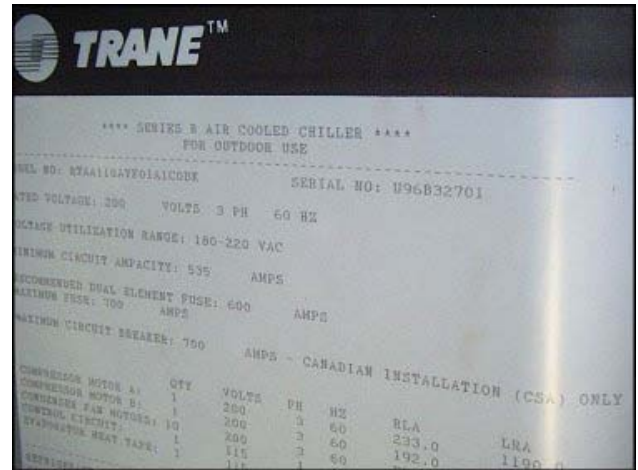 TRANE™
**** SERIES R AIR COOLED CHILLER ****
FOR OUTDOOR USE
SERIAL NO: U96B32701
RATED VOLTAGE: 200 VOLTS 3 PH 60 HZ
VOLTAGE UTILIZATION RANGE: 180-220 VAC
MINIMUM CIRCUIT AMPACITY: 535 AMPS
RECOMMENDED DUAL ELEMENT FUSE: 600 AMPS
MAXIMUM FUSE: 700 AMPS
MAXIMUM CIRCUIT BREAKER: 700 AMPS - CANADIAN INSTALLATION (CSA) ONLY
QTY VOLTS PH HZ RLA LRA
COMPRESSOR MOTOR A: 1 200 3 60 233.0 1190.0
COMPRESSOR MOTOR B: 1 200 3 60 192.0
CONDENSER FAN MOTORS: 10 200 3 60
CONTROL CIRCUIT: 1 115 1
EVAPORATOR HEAT TAPE: 1 115 1